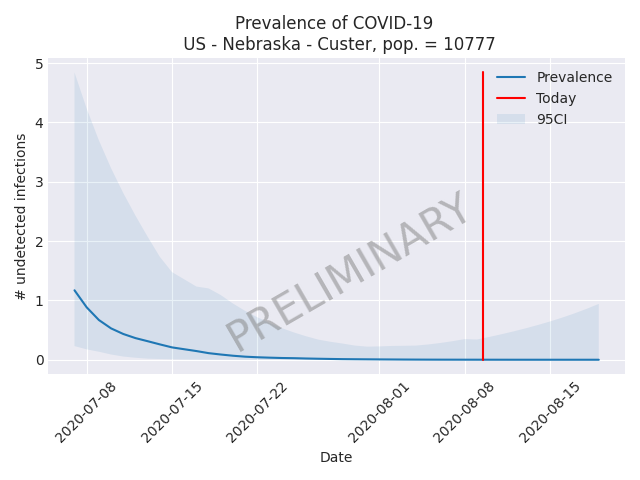 Prevalence of COVID-19
US - Nebraska - Custer, pop. = 10777
5
4
3
2
1
0
# undetected infections
Prevalence
Today
95CI
PRELIMINARY
2020-07-08
2020-07-15
2020-07-22
2020-08-01
2020-08-08
2020-08-15
Date